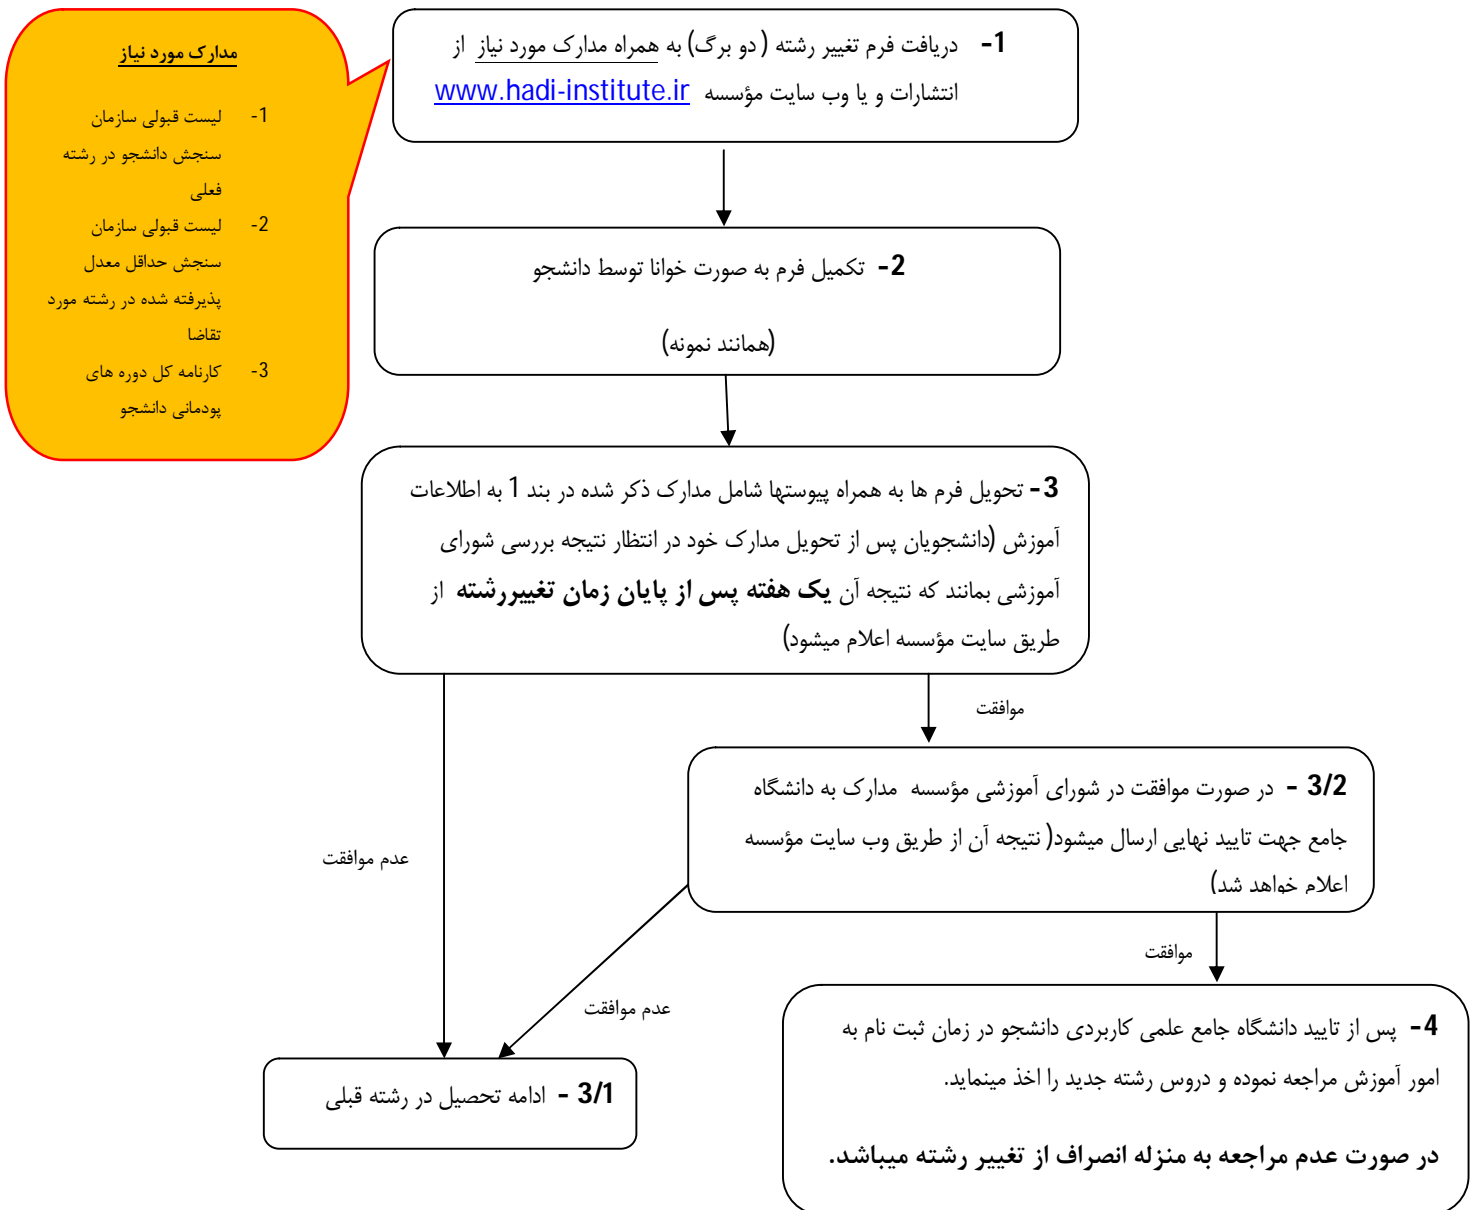 مدارک مورد نیاز
1- لیست قبولی سازمان
سنجش دانشجو در رشته
فعلی
2- لیست قبولی سازمان
سنجش حداقل معدل
پذیرفته شده در رشته مورد
تقاضا
3- کارنامه کل دوره های
پودمانی دانشجو
1- دریافت فرم تغییر رشته ( دو برگ) به همراه مدارک مورد نیاز از
انتشارات و یا وب سایت مؤسسه www.hadi-institute.ir
2- تکمیل فرم به صورت خوانا توسط دانشجو
(همانند نمونه)
3- تحویل فرم ها به همراه پیوستها شامل مدارک ذکر شده در بند 1 به اطلاعات
آموزش (دانشجویان پس از تحویل مدارک خود در انتظار نتیجه بررسی شورای
آموزشی بمانند که نتیجه آن یک هفته پس از پایان زمان تغییررشته از
طریق سایت مؤسسه اعلام میشود)
موافقت
3/2 - در صورت موافقت در شورای آموزشی مؤسسه مدارک به دانشگاه
جامع جهت تایید نهایی ارسال میشود( نتیجه آن از طریق وب سایت مؤسسه
اعلام خواهد شد)
عدم موافقت
موافقت
عدم موافقت
4- پس از تایید دانشگاه جامع علمی کاربردی دانشجو در زمان ثبت نام به
امور آموزش مراجعه نموده و دروس رشته جدید را اخذ مینماید.
در صورت عدم مراجعه به منزله انصراف از تغییر رشته میباشد.
3/1 - ادامه تحصیل در رشته قبلی